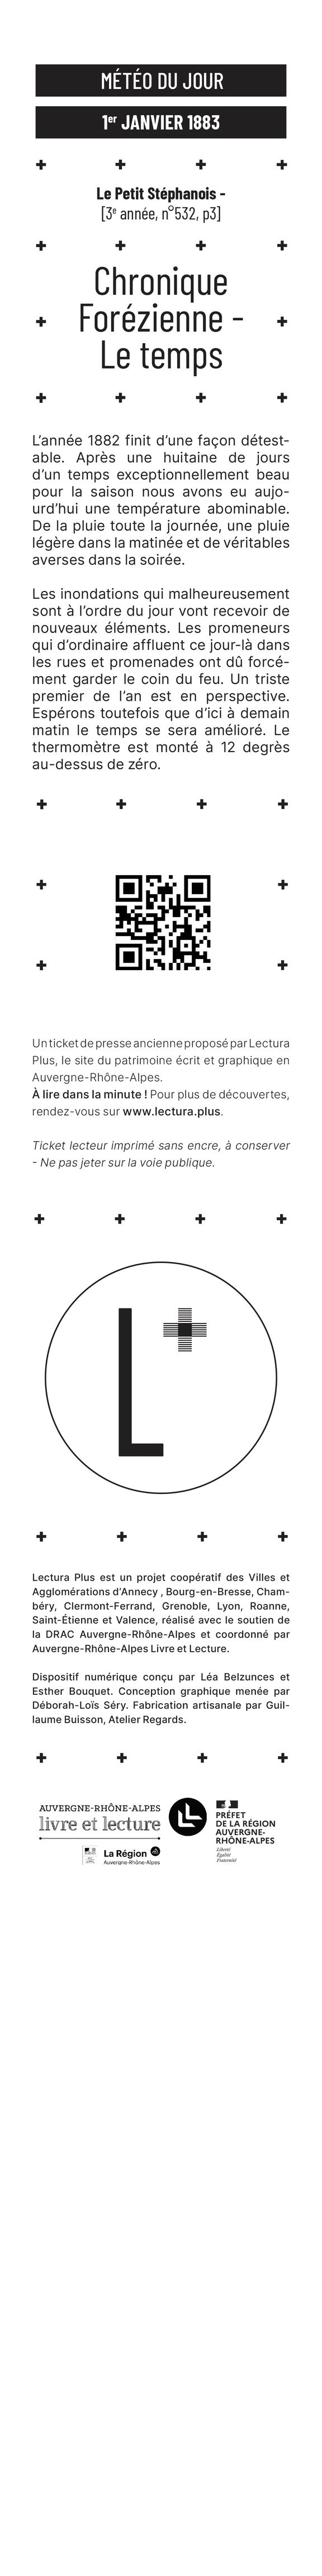 MÉTÉO DU JOUR
1er JANVIER 1883
Le Petit Stéphanois -
[3e année, n°532, p3]
Chronique
Forézienne -
Le temps
L’année 1882 finit d’une façon détest-
able. Après une huitaine de jours
d’un temps exceptionnellement beau
pour la saison nous avons eu aujo-
urd’hui une température abominable.
De la pluie toute la journée, une pluie
légère dans la matinée et de véritables
averses dans la soirée.
Les inondations qui malheureusement
sont à l’ordre du jour vont recevoir de
nouveaux éléments. Les promeneurs
qui d’ordinaire affluent ce jour-là dans
les rues et promenades ont dû forcé-
ment garder le coin du feu. Un triste
premier de l’an est en perspective.
Espérons toutefois que d’ici à demain
matin le temps se sera amélioré. Le
thermomètre est monté à 12 degrès
au-dessus de zéro.
Un ticket de presse ancienne proposé par Lectura
Plus, le site du patrimoine écrit et graphique en
Auvergne-Rhône-Alpes.
À lire dans la minute ! Pour plus de découvertes,
rendez-vous sur www.lectura.plus.
Ticket lecteur imprimé sans encre, à conserver
- Ne pas jeter sur la voie publique.
L+
Lectura Plus est un projet coopératif des Villes et
Agglomérations d’Annecy , Bourg-en-Bresse, Cham-
béry, Clermont-Ferrand, Grenoble, Lyon, Roanne,
Saint-Étienne et Valence, réalisé avec le soutien de
la DRAC Auvergne-Rhône-Alpes et coordonné par
Auvergne-Rhône-Alpes Livre et Lecture.
Dispositif numérique conçu par Léa Belzunces et
Esther Bouquet. Conception graphique menée par
Déborah-Loïs Séry. Fabrication artisanale par Guil-
laume Buisson, Atelier Regards.
AUVERGNE-RHÔNE-ALPES
livre et lecture
La Région
Auvergne-Rhône-Alpes
PRÉFET
DE LA RÉGION
AUVERGNE-
RHÔNE-ALPES
Liberté
Égalité
Fraternité